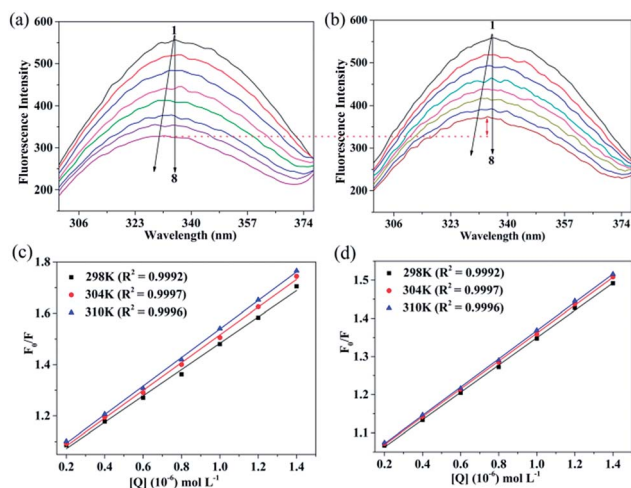 (a)
600
500
400
300
200
Fluorescence Intensity
1
8
306 323 340 357 374
Wavelength (nm)
(b)
600
500
400
300
200
Fluorescence Intensity
1
8
306 323 340 357 374
Wavelength (nm)
(c)
1.8
1.6
1.4
1.2
F₀/F
298K (R² = 0.9992)
304K (R² = 0.9997)
310K (R² = 0.9996)
0.2 0.4 0.6 0.8 1.0 1.2 1.4
[Q] (10⁻⁶) mol L⁻¹
(d)
1.5
1.4
1.3
1.2
1.1
F₀/F
298K (R² = 0.9992)
304K (R² = 0.9997)
310K (R² = 0.9996)
0.2 0.4 0.6 0.8 1.0 1.2 1.4
[Q] (10⁻⁶) mol L⁻¹